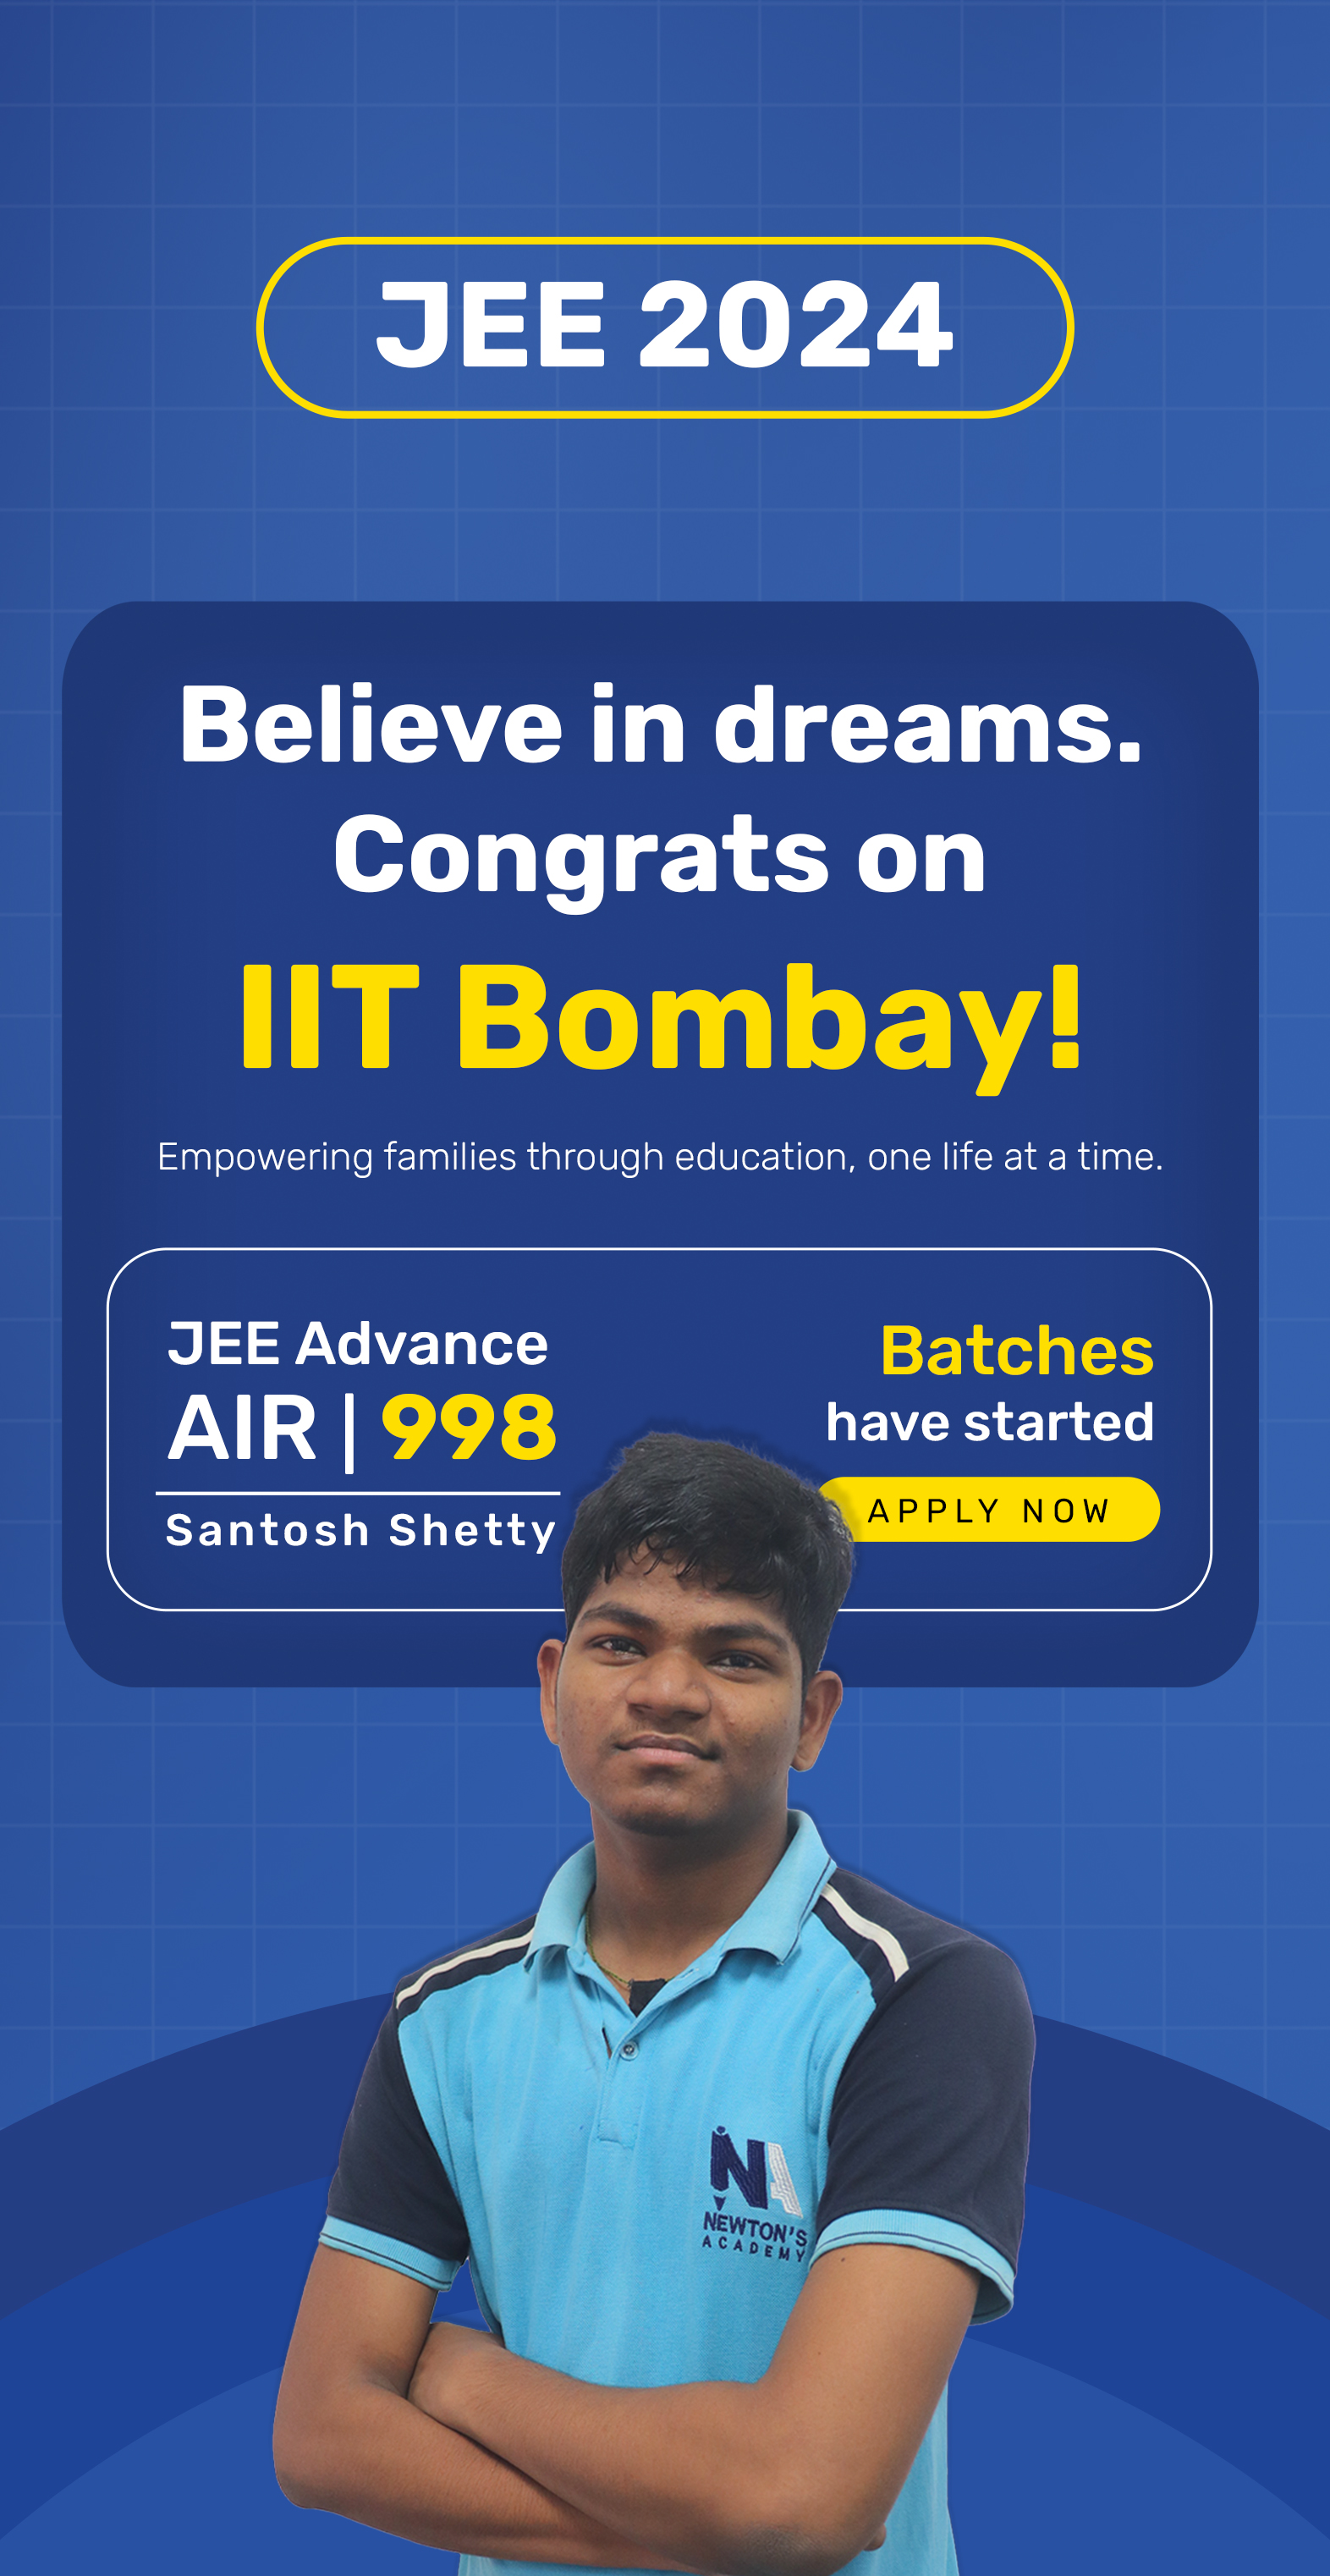 JEE 2024
Believe in dreams.
Congrats on
IIT Bombay!
Empowering families through education, one life at a time.
JEE Advance
AIR | 998
Santosh Shetty
Batches
have started
APPLY NOW
NA
NEWTON'S
ACADEMY